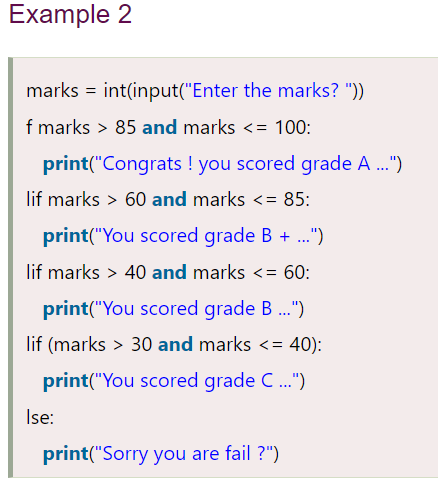 Example 2
marks = int(input("Enter the marks? "))
f marks > 85 and marks <= 100:
print("Congrats ! you scored grade A ...")
lif marks > 60 and marks <= 85:
print("You scored grade B + ...")
lif marks > 40 and marks <= 60:
print("You scored grade B ...")
lif (marks > 30 and marks <= 40):
print("You scored grade C ...")
lse:
print("Sorry you are fail ?")